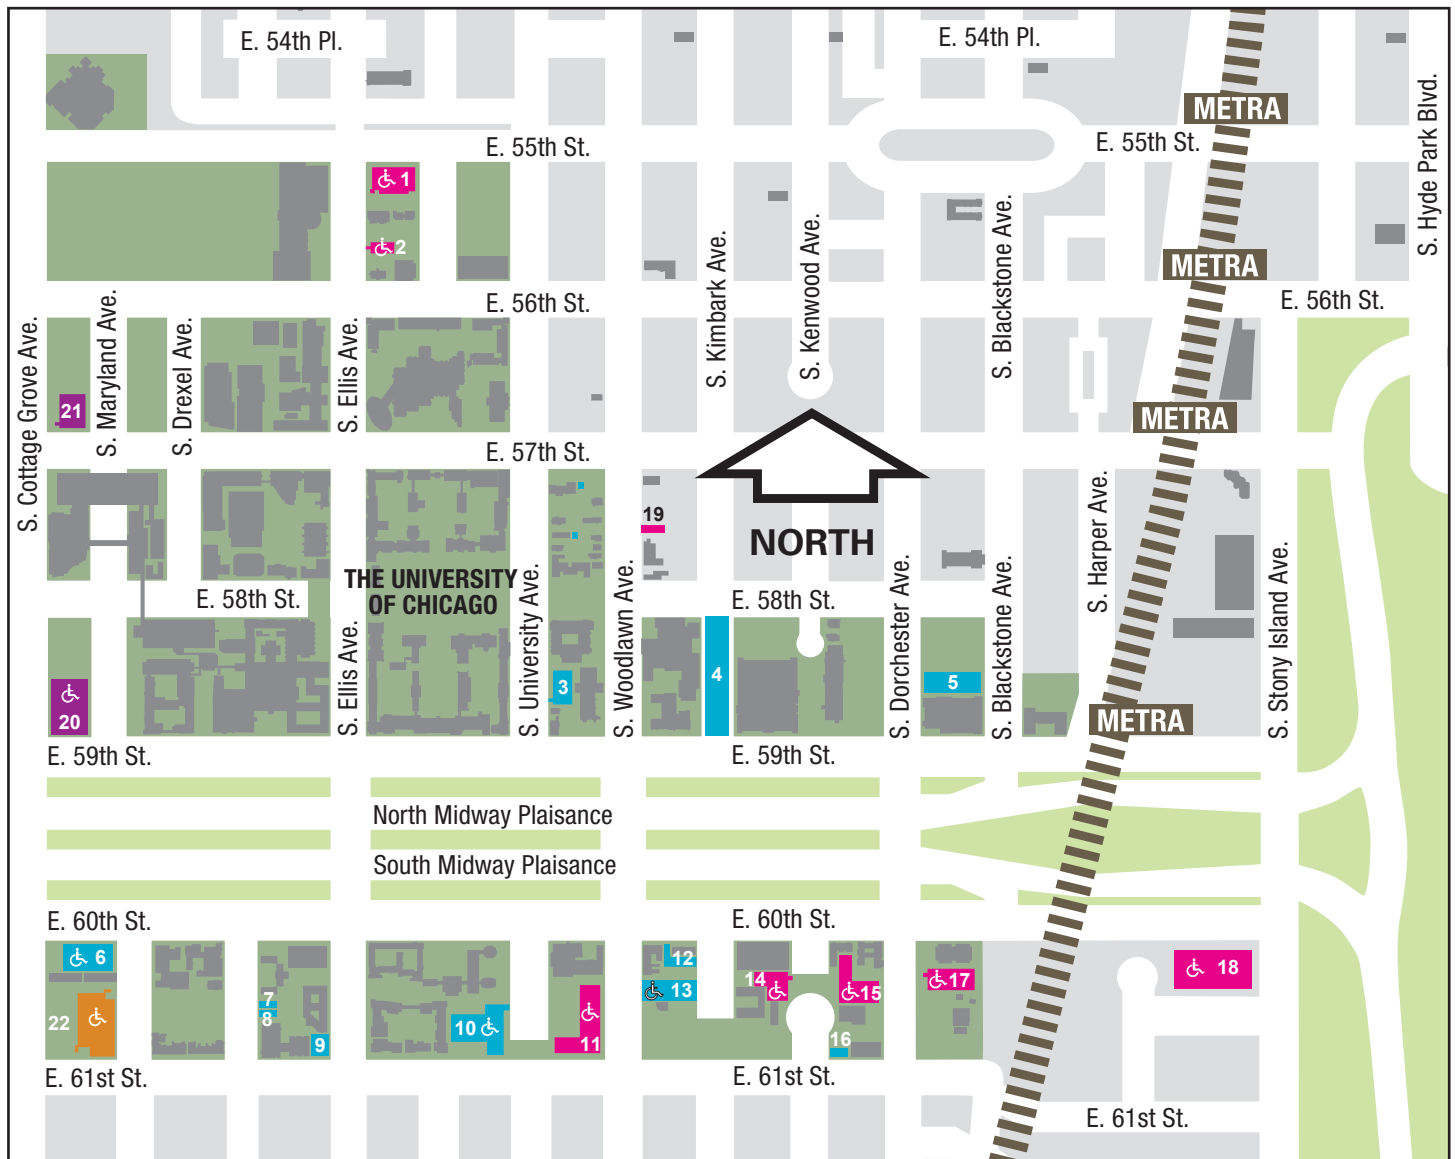 E. 54th Pl.
E. 54th Pl.
METRA
S. Hyde Park Blvd.
E. 55th St.
E. 55th St.
1
2
S. Kimbark Ave.
S. Kenwood Ave.
S. Blackstone Ave.
METRA
E. 56th St.
E. 56th St.
S. Cottage Grove Ave.
S. Maryland Ave.
S. Drexel Ave.
S. Ellis Ave.
21
METRA
E. 57th St.
19
NORTH
S. Harper Ave.
THE UNIVERSITY
OF CHICAGO
S. University Ave.
S. Woodlawn Ave.
S. Dorchester Ave.
S. Blackstone Ave.
S. Stony Island Ave.
E. 58th St.
E. 58th St.
S. Ellis Ave.
3
4
5
20
METRA
E. 59th St.
E. 59th St.
North Midway Plaisance
South Midway Plaisance
E. 60th St.
E. 60th St.
6
12
18
14
17
13
15
7
8
22
10
11
9
16
E. 61st St.
E. 61st St.
E. 61st St.